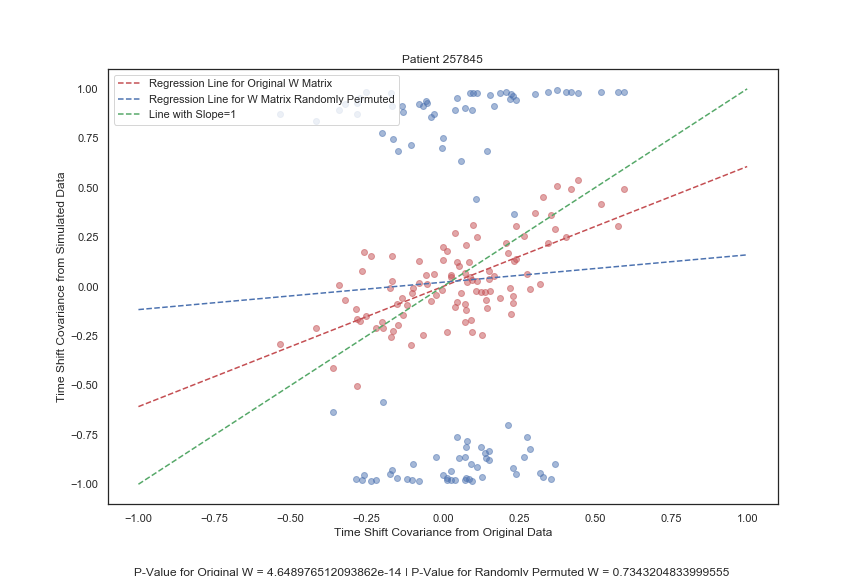 Patient 257845
Regression Line for Original W Matrix
Regression Line for W Matrix Randomly Permuted
Line with Slope=1
Time Shift Covariance from Simulated Data
1.00
0.75
0.50
0.25
0.00
−0.25
−0.50
−0.75
−1.00
−1.00 −0.75 −0.50 −0.25 0.00 0.25 0.50 0.75 1.00
Time Shift Covariance from Original Data
P-Value for Original W = 4.648976512093862e-14 | P-Value for Randomly Permuted W = 0.7343204833999555